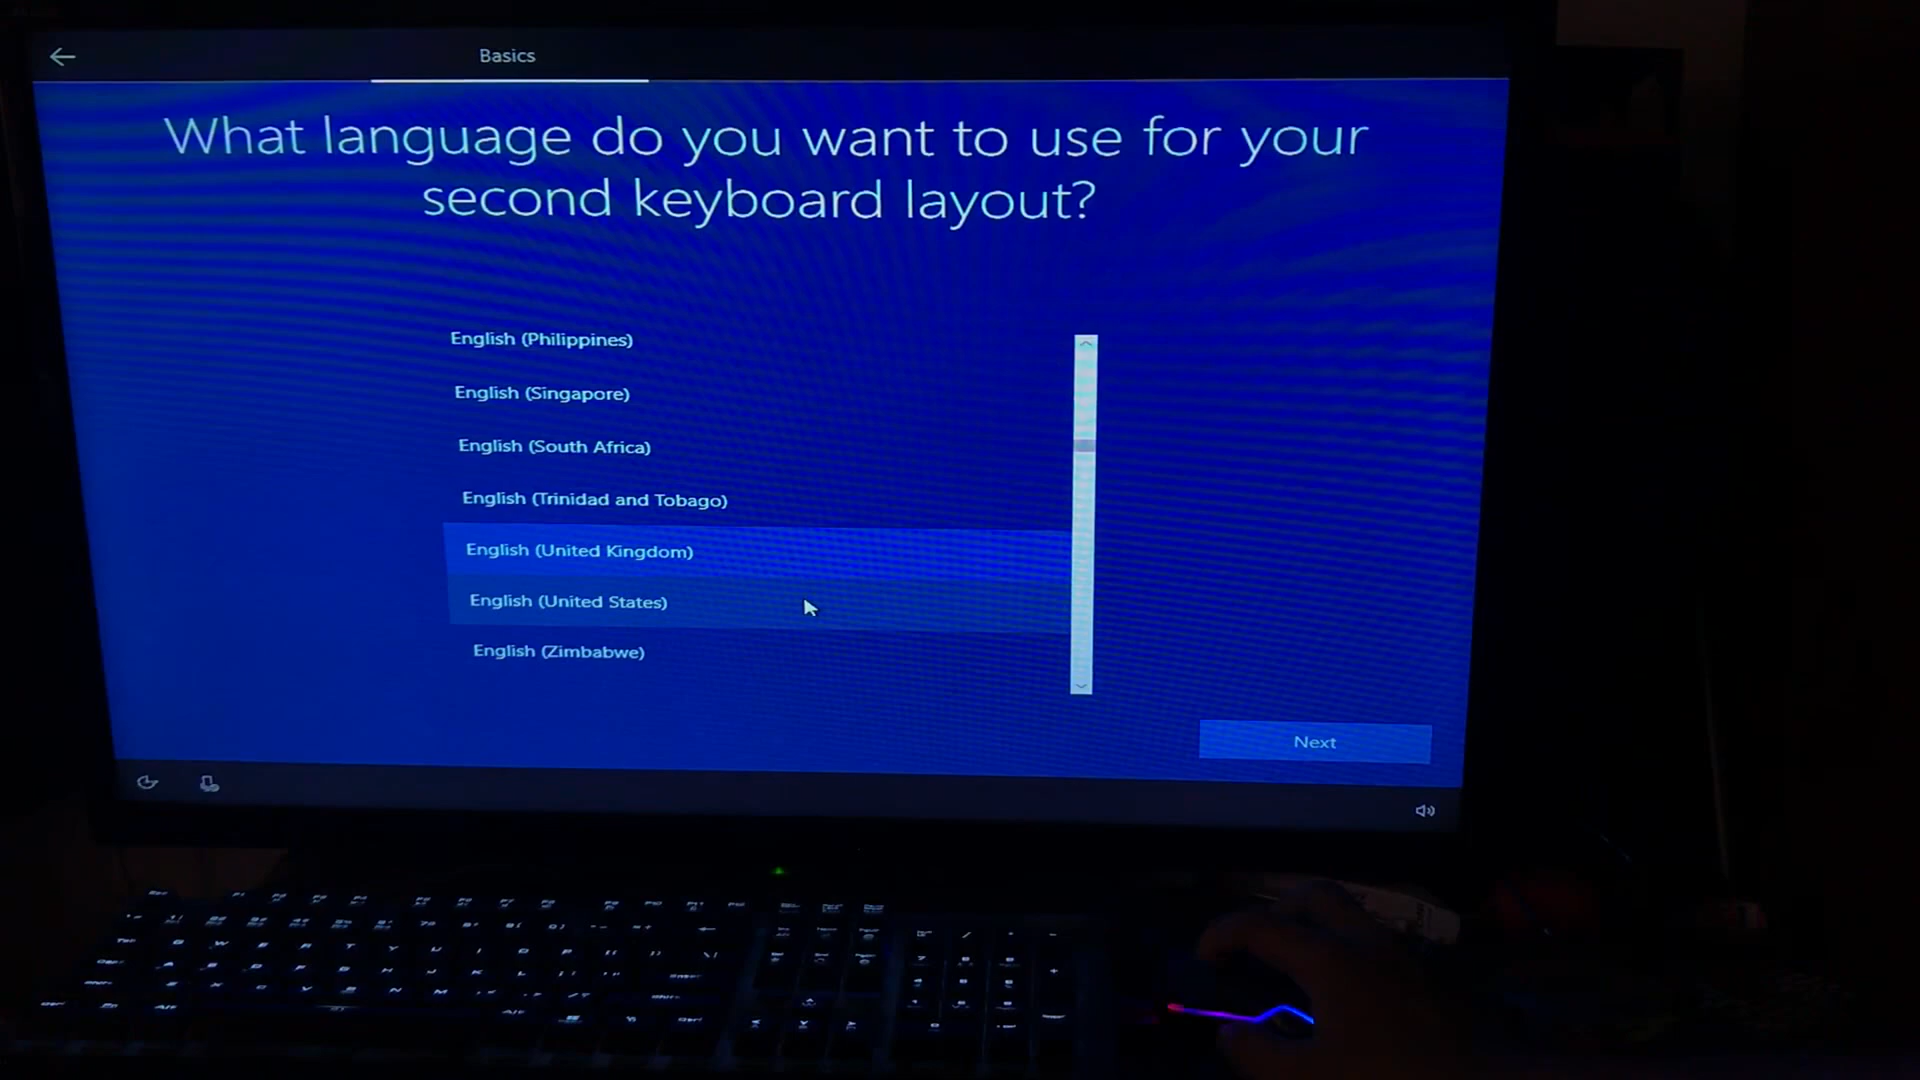 Basics
What language do you want to use for your
second keyboard layout?
English (Philippines)
English (Singapore)
English (South Africa)
English (Trinidad and Tobago)
English (United Kingdom)
English (United States)
English (Zimbabwe)
Next